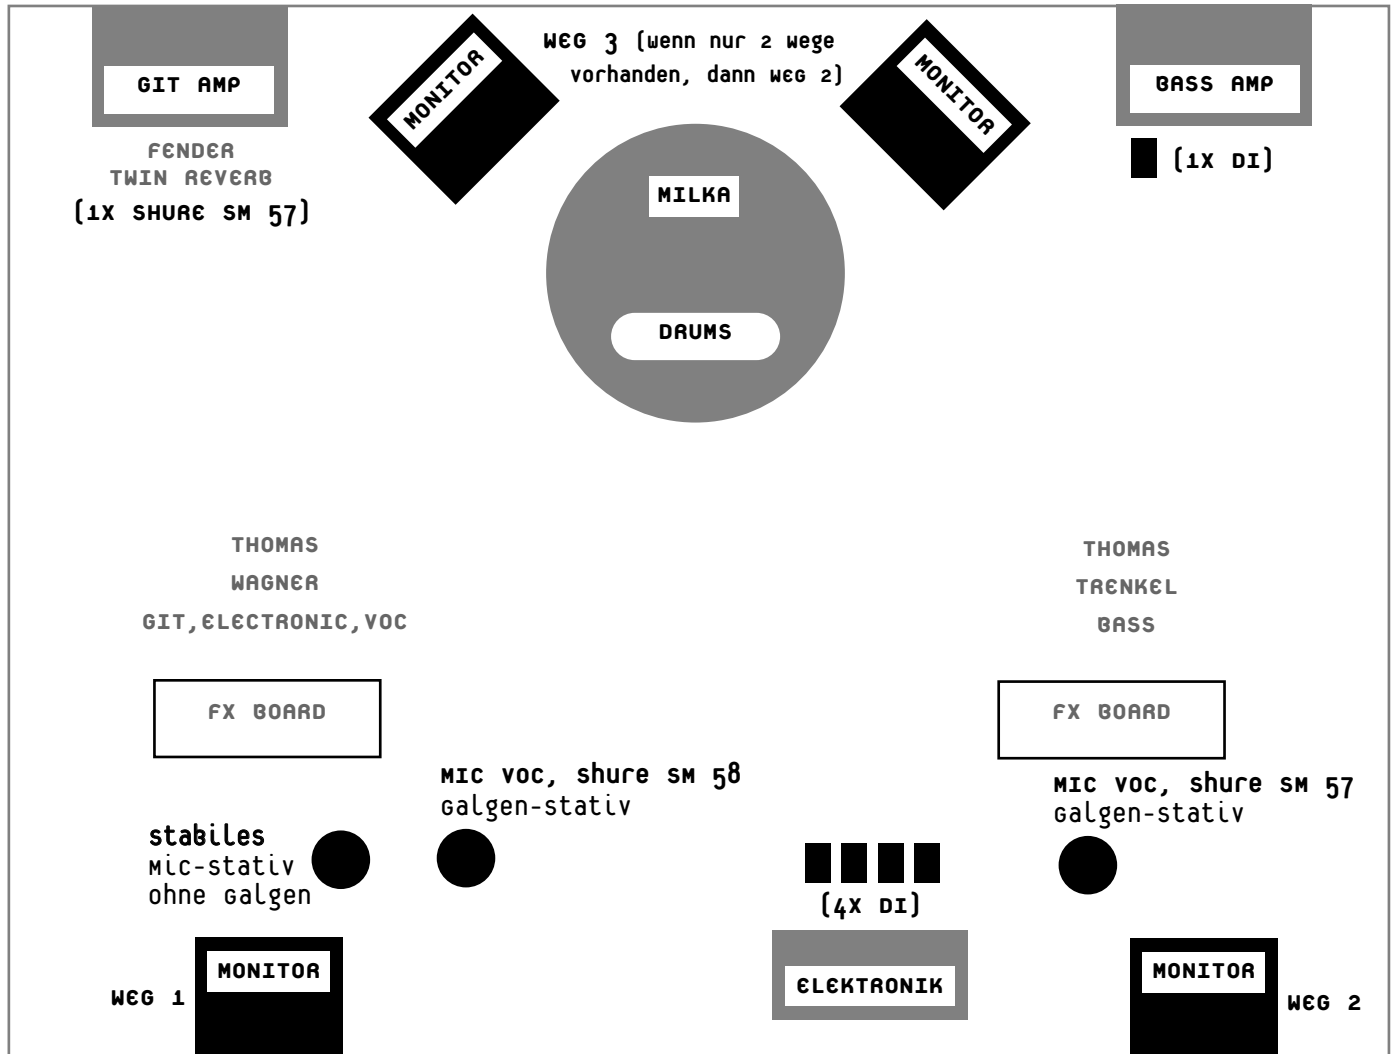 GIT AMP
FENDER
TWIN REVERB
(1X SHURE SM 57)
MONITOR
WEG 3 (wenn nur 2 wege
vorhanden, dann WEG 2)
MONITOR
BASS AMP
(1X DI)
MILKA
DRUMS
THOMAS
WAGNER
GIT,ELECTRONIC,VOC
THOMAS
TRENKEL
BASS
FX BOARD
FX BOARD
MIC VOC, shure SM 58
Galgen-stativ
MIC VOC, shure SM 57
Galgen-stativ
stabiles
Mic-stativ
ohne Galgen
(4X DI)
MONITOR
WEG 1
ELEKTRONIK
MONITOR
WEG 2